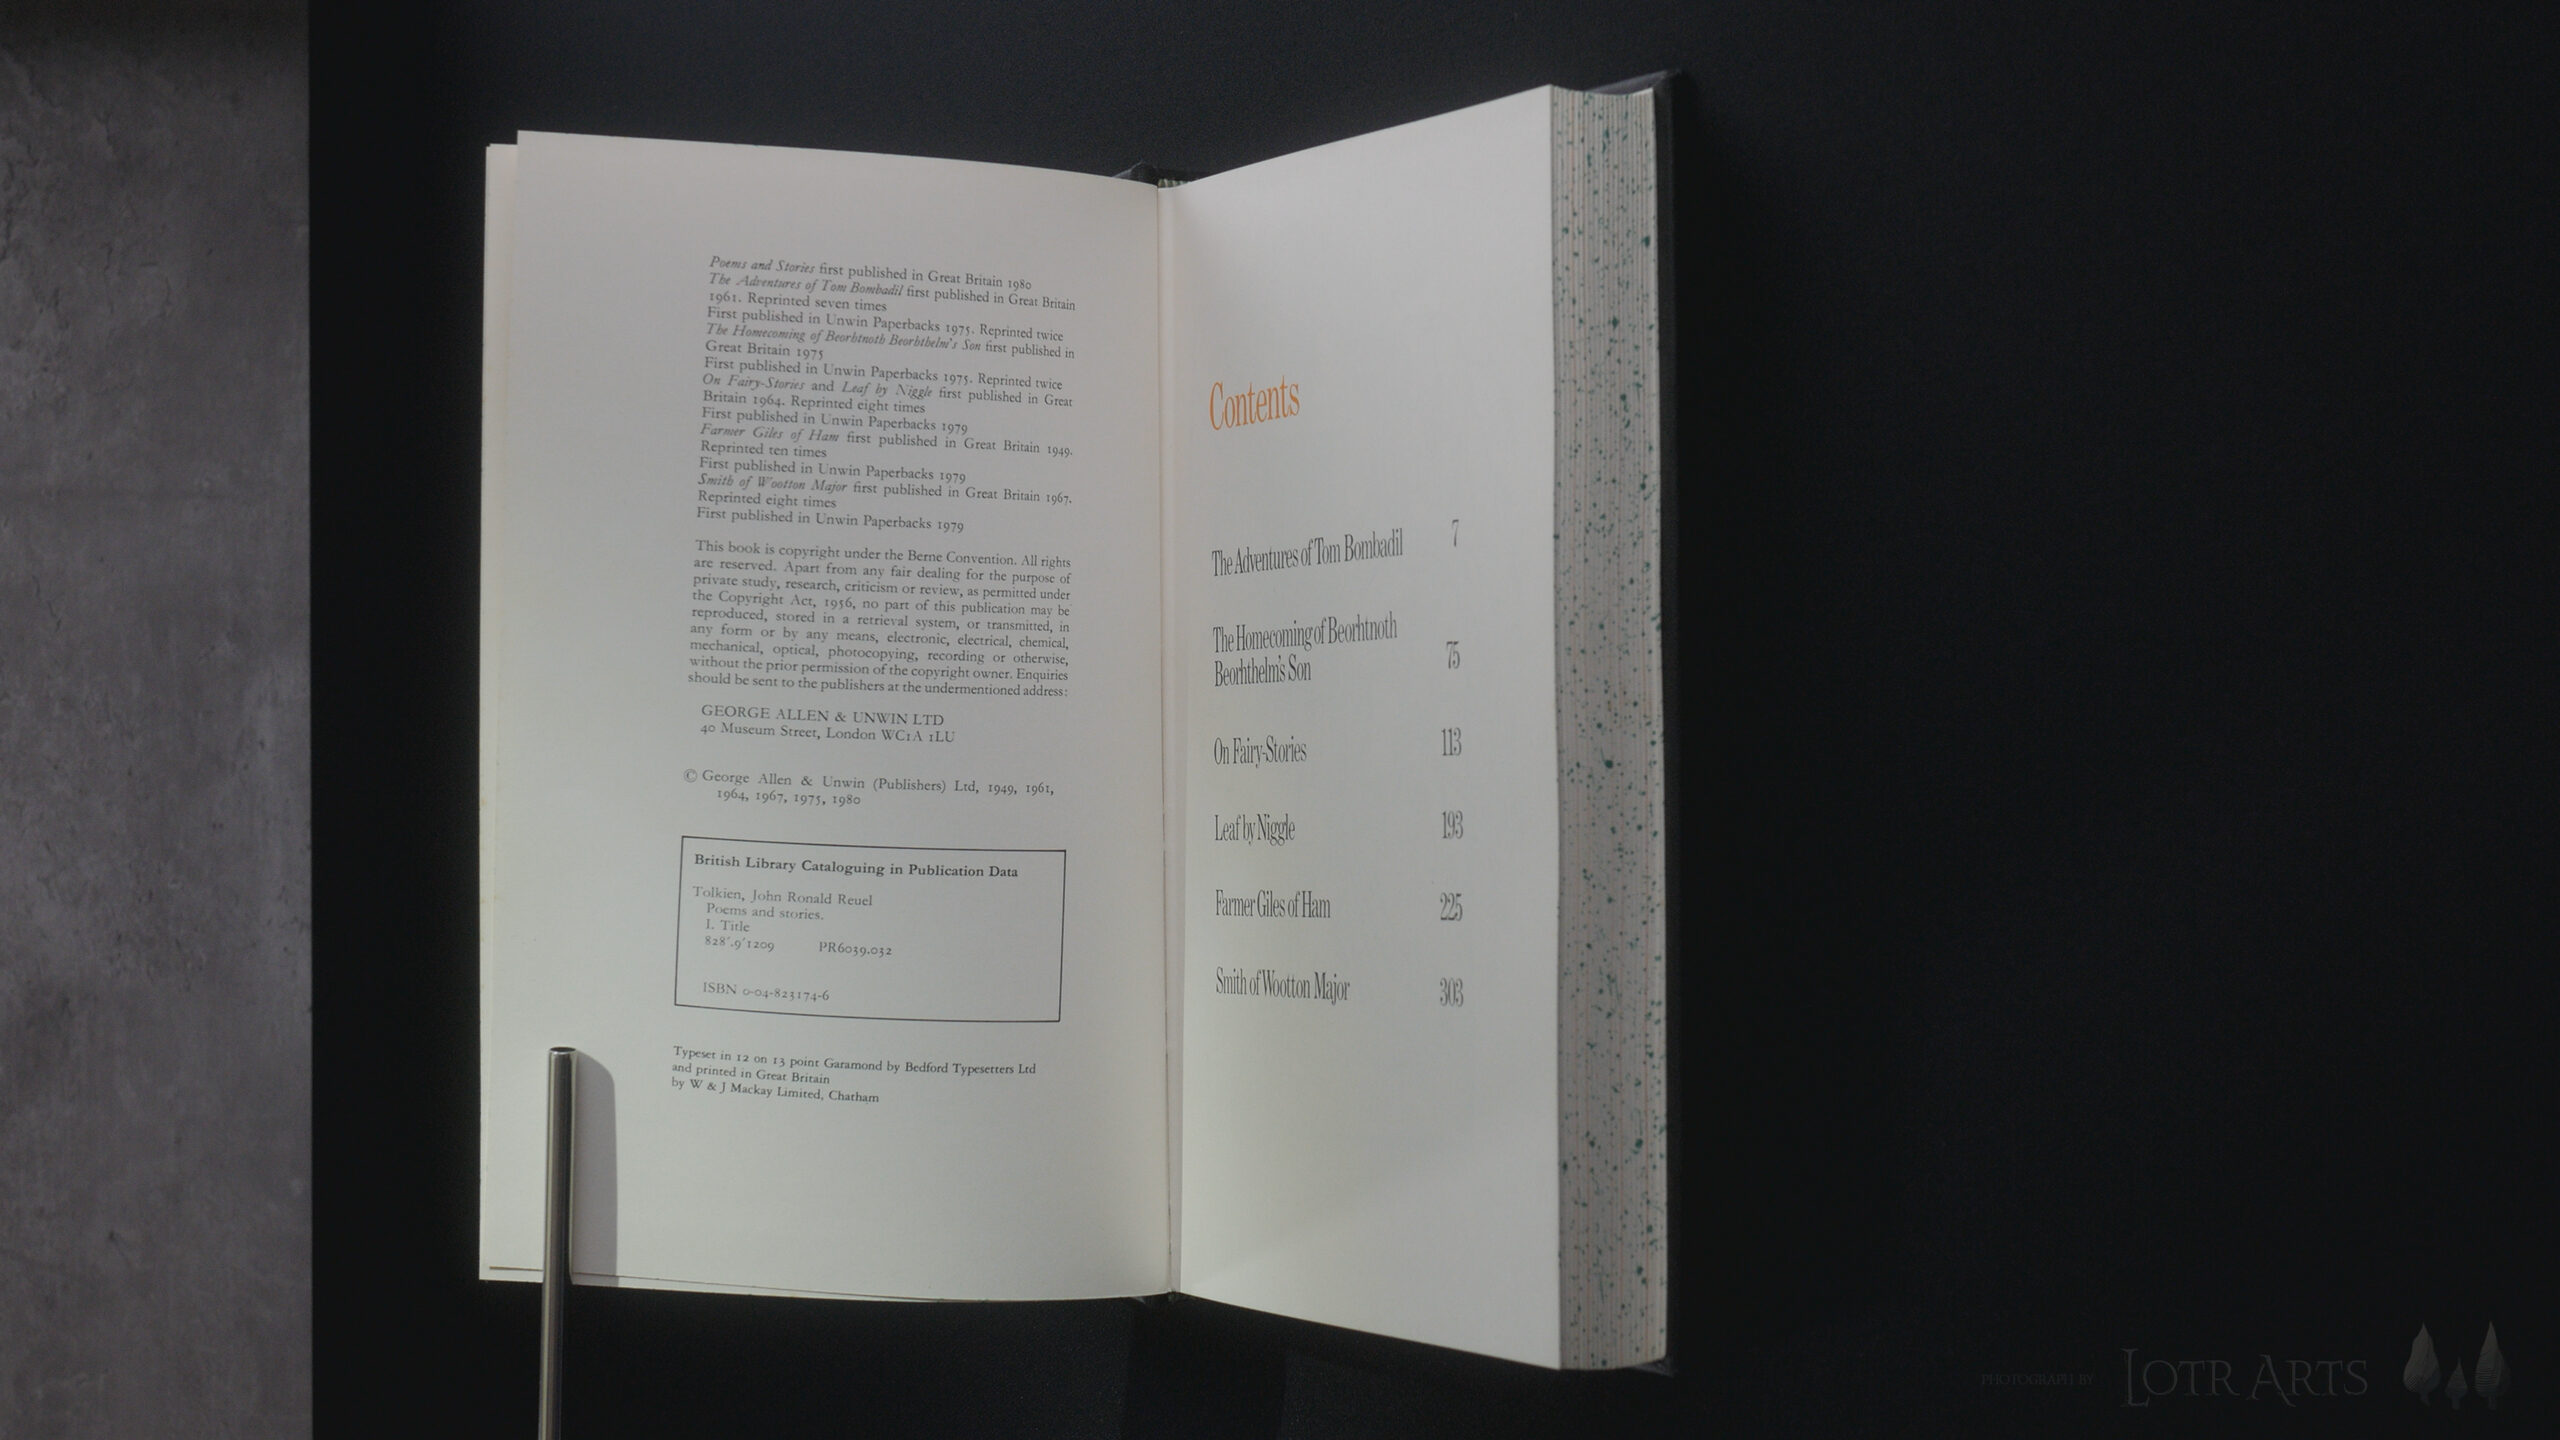 Poems and Stories first published in Great Britain 1980
The Adventures of Tom Bombadil first published in Great Britain
1961. Reprinted seven times
First published in Unwin Paperbacks 1975. Reprinted twice
The Homecoming of Beorhtnoth Beorhthelm's Son first published in
Great Britain 1975
First published in Unwin Paperbacks 1975. Reprinted twice
On Fairy-Stories and Leaf by Niggle first published in Great
Britain 1964. Reprinted eight times
First published in Unwin Paperbacks 1979
Farmer Giles of Ham first published in Great Britain 1949.
Reprinted ten times
First published in Unwin Paperbacks 1979
Smith of Wootton Major first published in Great Britain 1967.
Reprinted eight times
First published in Unwin Paperbacks 1979
This book is copyright under the Berne Convention. All rights
are reserved. Apart from any fair dealing for the purpose of
private study, research, criticism or review, as permitted under
the Copyright Act, 1956, no part of this publication may be
reproduced, stored in a retrieval system, or transmitted, in
any form or by any means, electronic, electrical, chemical,
mechanical, optical, photocopying, recording or otherwise,
without the prior permission of the copyright owner. Enquiries
should be sent to the publishers at the undermentioned address:
GEORGE ALLEN & UNWIN LTD
40 Museum Street, London WC1A 1LU
© George Allen & Unwin (Publishers) Ltd, 1949, 1961,
1964, 1967, 1975, 1980
British Library Cataloguing in Publication Data
Tolkien, John Ronald Reuel
Poems and stories.
I. Title
828'.9'1209 PR6039.032
ISBN 0-04-823174-6
Typeset in 12 on 13 point Garamond by Bedford Typesetters Ltd
and printed in Great Britain
by W & J Mackay Limited, Chatham
Contents
The Adventures of Tom Bombadil 7
The Homecoming of Beorhtnoth
Beorhthelm's Son 75
On Fairy-Stories 113
Leaf by Niggle 193
Farmer Giles of Ham 225
Smith of Wootton Major 303
PHOTOGRAPH BY LOTR ARTS